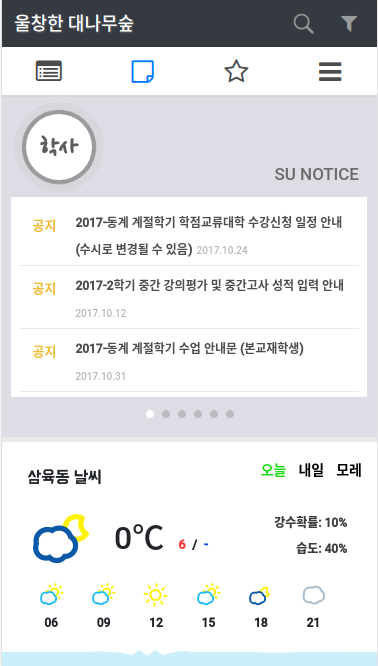 울창한 대나무숲
학사
SU NOTICE
공지 2017-동계 계절학기 학점교류대학 수강신청 일정 안내
(수시로 변경될 수 있음) 2017.10.24
공지 2017-2학기 중간 강의평가 및 중간고사 성적 입력 안내
2017.10.12
공지 2017-동계 계절학기 수업 안내문 (본교재학생)
2017.10.31
삼육동 날씨
오늘 내일 모레
0°C 6 / -
강수확률: 10%
습도: 40%
06 09 12 15 18 21